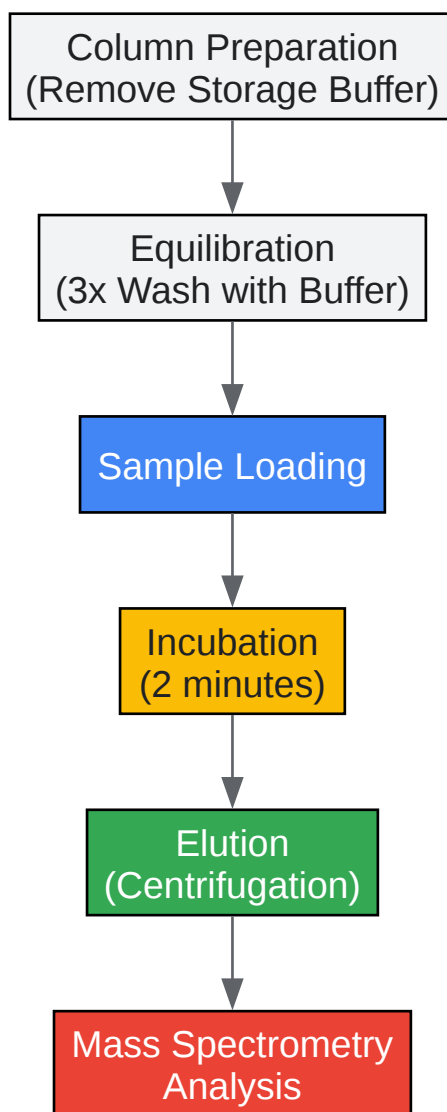 Column Preparation
(Remove Storage Buffer)
Equilibration
(3x Wash with Buffer)
Sample Loading
Incubation
(2 minutes)
Elution
(Centrifugation)
Mass Spectrometry
Analysis